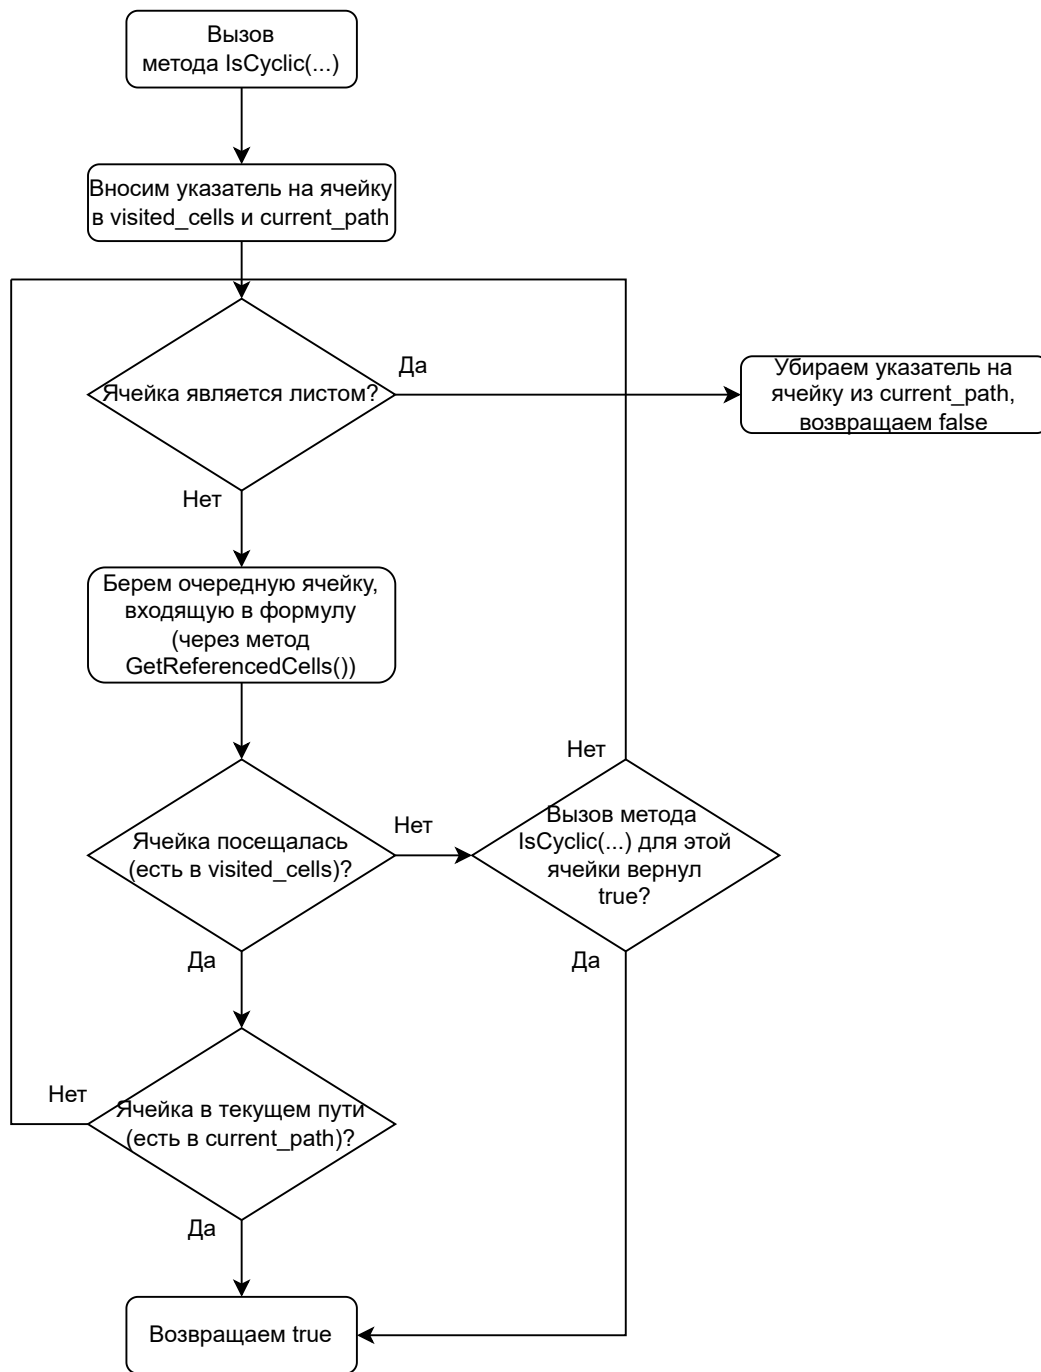 Вызов
метода IsCyclic(...)
Вносим указатель на ячейку
в visited_cells и current_path
Ячейка является листом?
Да
Убираем указатель на
ячейку из current_path,
возвращаем false
Нет
Берем очередную ячейку,
входящую в формулу
(через метод
GetReferencedCells())
Ячейка посещалась
(есть в visited_cells)?
Нет
Нет
Вызов метода
IsCyclic(...) для этой
ячейки вернул
true?
Да
Да
Ячейка в текущем пути
(есть в current_path)?
Нет
Да
Возвращаем true